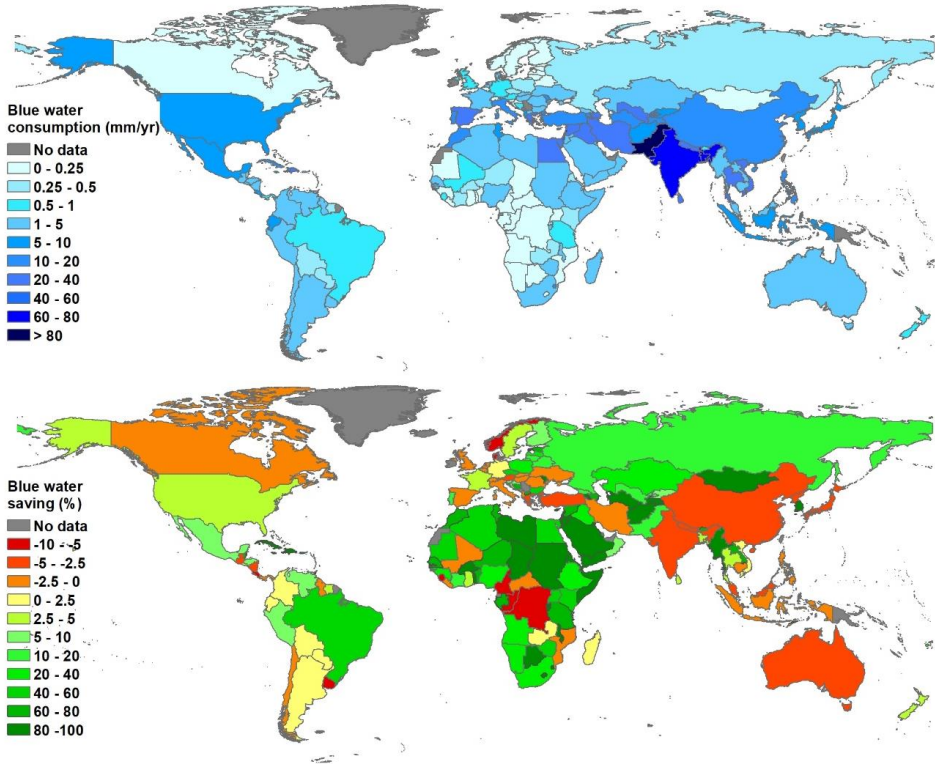 Blue water
consumption (mm/yr)
No data
0 - 0.25
0.25 - 0.5
0.5 - 1
1 - 5
5 - 10
10 - 20
20 - 40
40 - 60
60 - 80
> 80
Blue water
saving (%)
No data
-10 - -5
-5 - -2.5
-2.5 - 0
0 - 2.5
2.5 - 5
5 - 10
10 - 20
20 - 40
40 - 60
60 - 80
80 -100